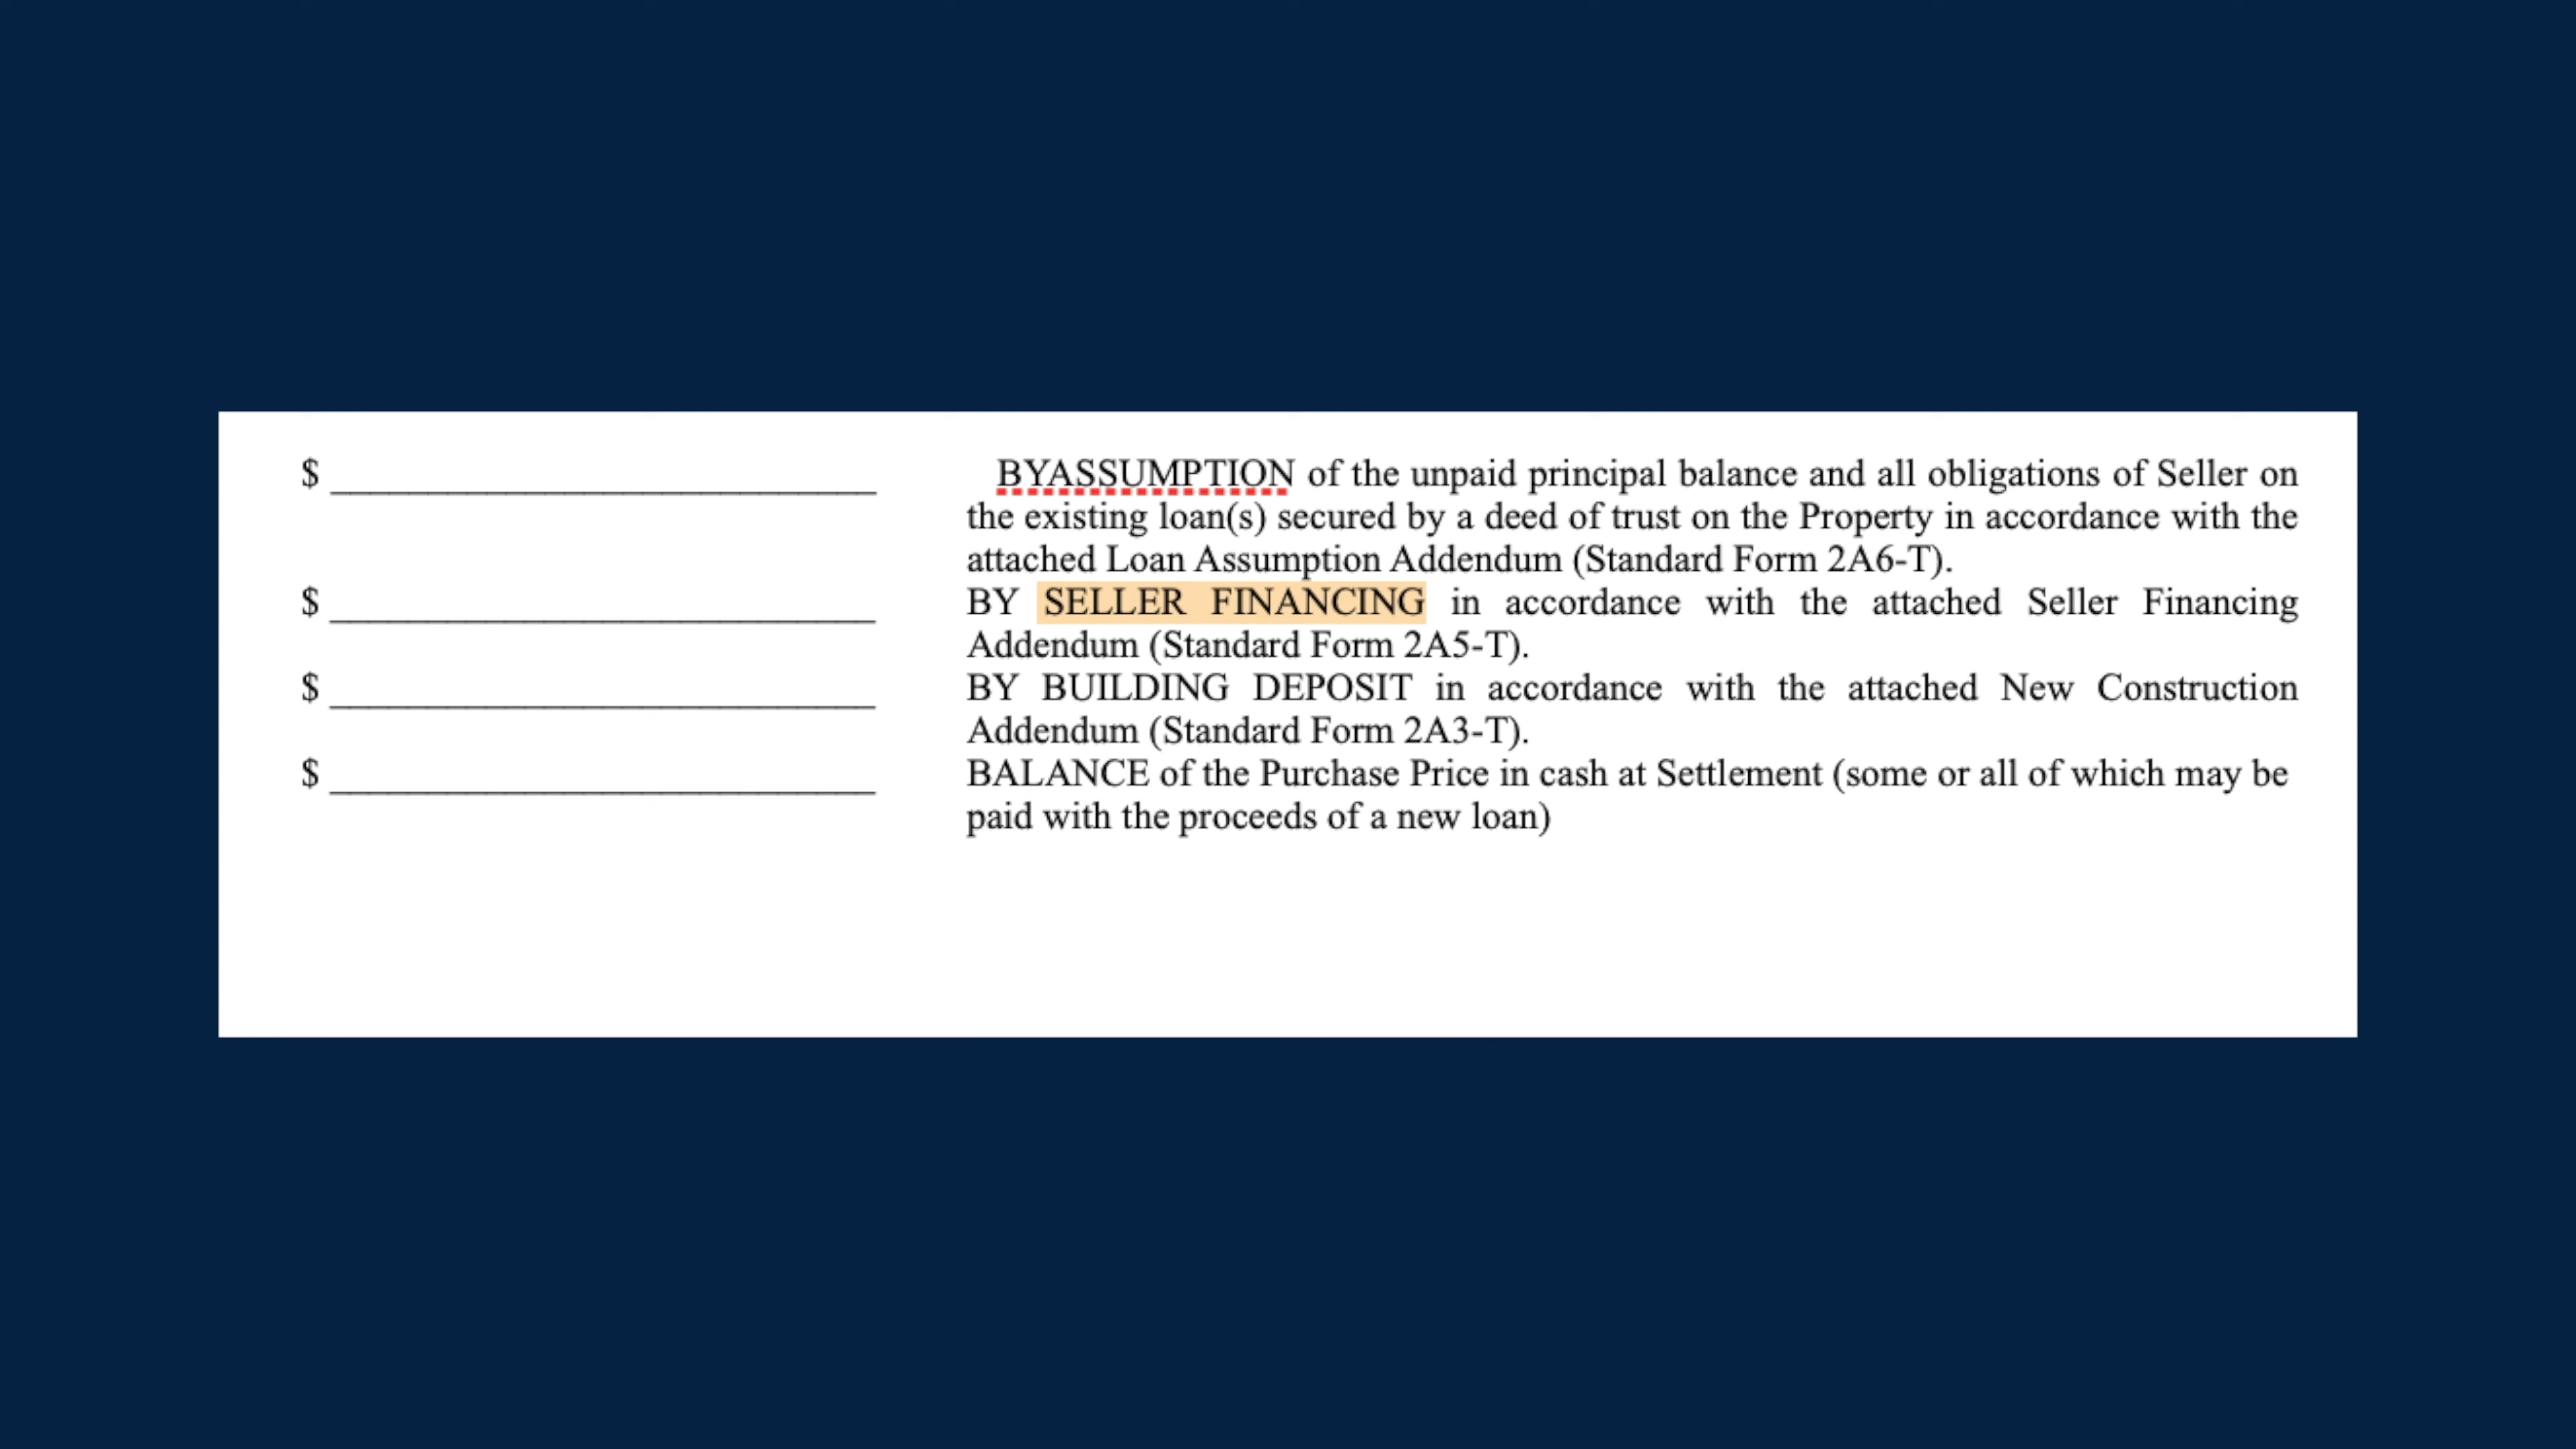 $ ____________________ BYASSUMPTION of the unpaid principal balance and all obligations of Seller on
the existing loan(s) secured by a deed of trust on the Property in accordance with the
attached Loan Assumption Addendum (Standard Form 2A6-T).
$ ____________________ BY SELLER FINANCING in accordance with the attached Seller Financing
Addendum (Standard Form 2A5-T).
$ ____________________ BY BUILDING DEPOSIT in accordance with the attached New Construction
Addendum (Standard Form 2A3-T).
$ ____________________ BALANCE of the Purchase Price in cash at Settlement (some or all of which may be
paid with the proceeds of a new loan)